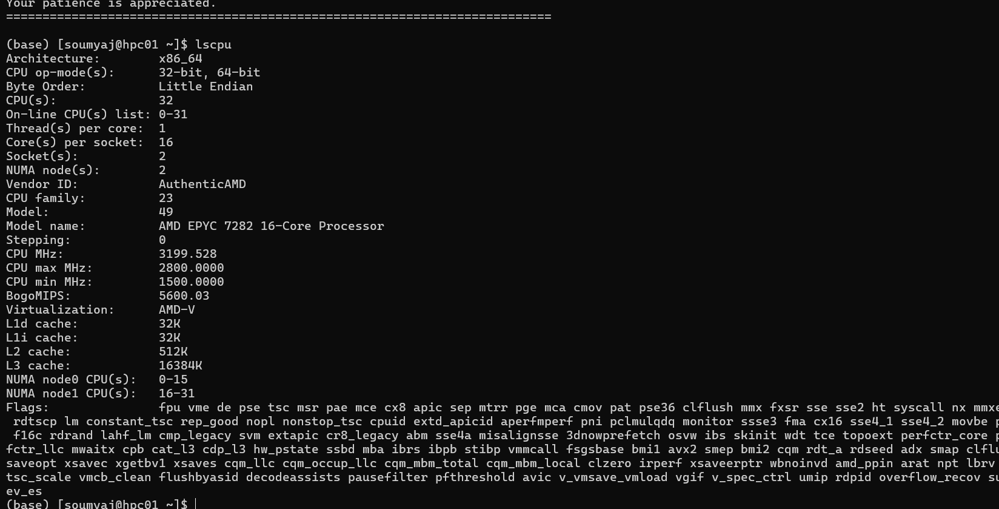 Your patience is appreciated.
===========================================================================
(base) [soumyaj@hpc01 ~]$ lscpu
Architecture:        x86_64
CPU op-mode(s):      32-bit, 64-bit
Byte Order:          Little Endian
CPU(s):              32
On-line CPU(s) list: 0-31
Thread(s) per core:  1
Core(s) per socket:  16
Socket(s):           2
NUMA node(s):        2
Vendor ID:           AuthenticAMD
CPU family:          23
Model:               49
Model name:          AMD EPYC 7282 16-Core Processor
Stepping:            0
CPU MHz:             3199.528
CPU max MHz:         2800.0000
CPU min MHz:         1500.0000
BogoMIPS:            5600.03
Virtualization:      AMD-V
L1d cache:           32K
L1i cache:           32K
L2 cache:            512K
L3 cache:            16384K
NUMA node0 CPU(s):   0-15
NUMA node1 CPU(s):   16-31
Flags:               fpu vme de pse tsc msr pae mce cx8 apic sep mtrr pge mca cmov pat pse36 clflush mmx fxsr sse sse2 ht syscall nx mmxe
 rdtscp lm constant_tsc rep_good nopl nonstop_tsc cpuid extd_apicid aperfmperf pni pclmulqdq monitor ssse3 fma cx16 sse4_1 sse4_2 movbe p
 f16c rdrand lahf_lm cmp_legacy svm extapic cr8_legacy abm sse4a misalignsse 3dnowprefetch osvw ibs skinit wdt tce topoext perfctr_core p
fctr_llc mwaitx cpb cat_l3 cdp_l3 hw_pstate ssbd mba ibrs ibpb stibp vmmcall fsgsbase bmi1 avx2 smep bmi2 cqm rdt_a rdseed adx smap clflu
saveopt xsavec xgetbv1 xsaves cqm_llc cqm_occup_llc cqm_mbm_total cqm_mbm_local clzero irperf xsaveerptr wbnoinvd amd_ppin arat npt lbrv
tsc_scale vmcb_clean flushbyasid decodeassists pausefilter pfthreshold avic v_vmsave_vmload vgif v_spec_ctrl umip rdpid overflow_recov su
ev_es
(base) [soumyaj@hpc01 ~]$